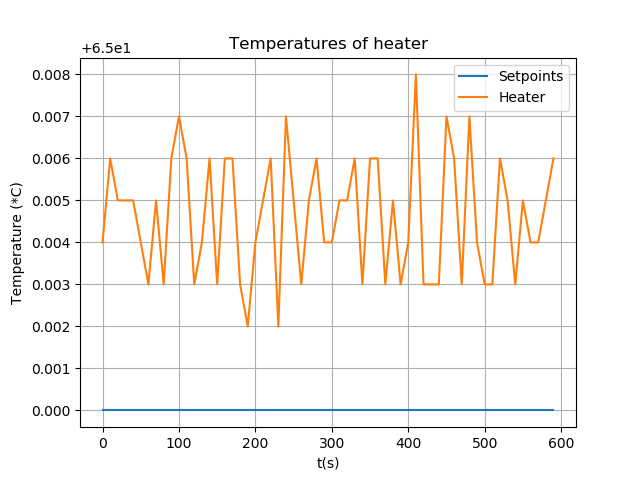 Temperatures of heater
+6.5e1
Setpoints
Heater
0.008
0.007
0.006
0.005
0.004
0.003
0.002
0.001
0.000
Temperature (*C)
0 100 200 300 400 500 600
t(s)